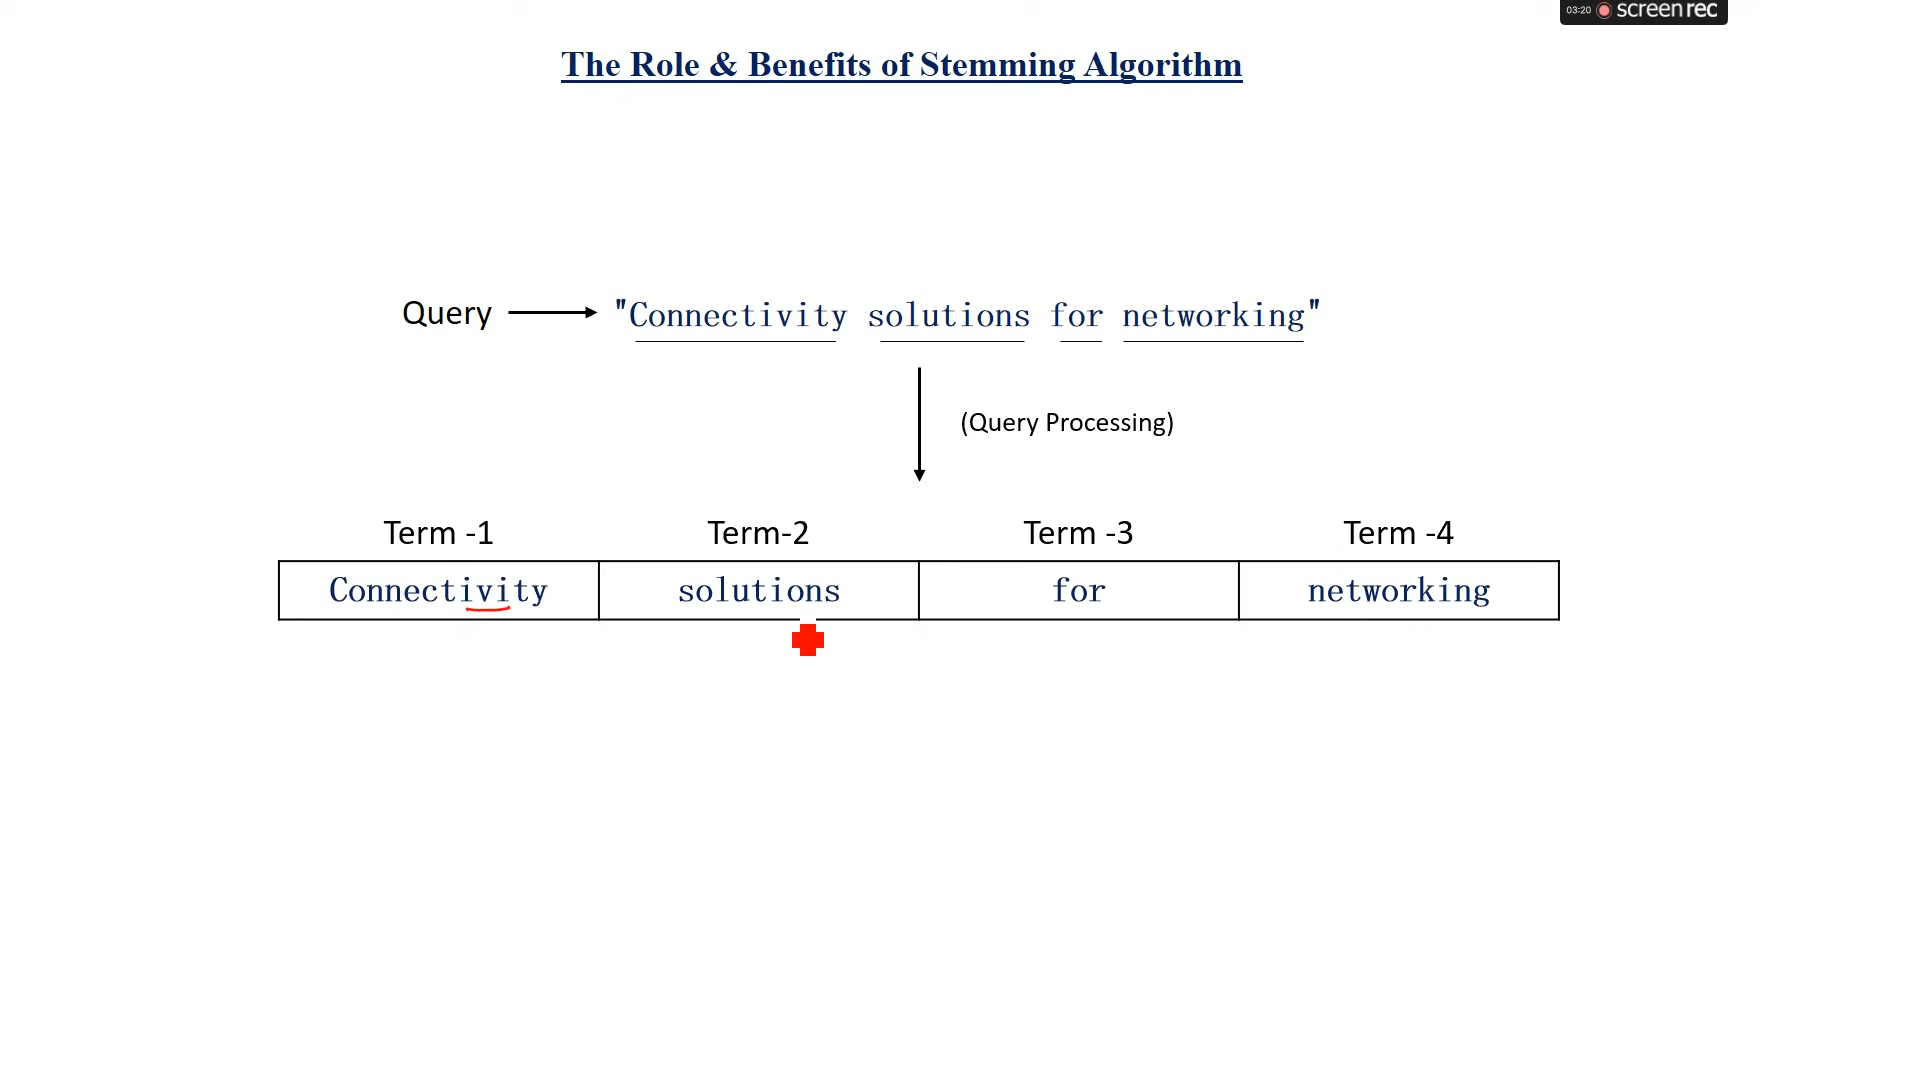 03:20 screenrec
The Role & Benefits of Stemming Algorithm
Query "Connectivity solutions for networking"
(Query Processing)
Term -1 Term-2 Term -3 Term -4
Connectivity solutions for networking